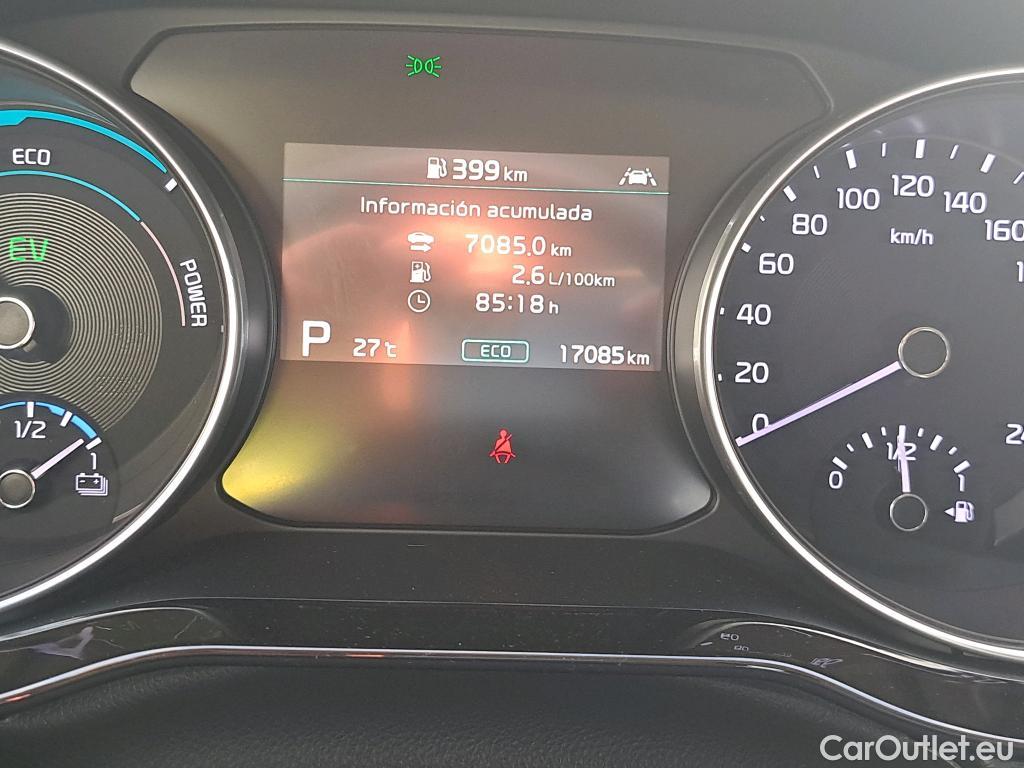 ECO
EV
POWER
1/2
1
399 km
Información acumulada
7085.0 km
2.6 L/100km
85:18 h
P 27℃ ECO 17085 km
0
20
40
60
80
100
120
140
160
km/h
0
1/2
1
CarOutlet.eu